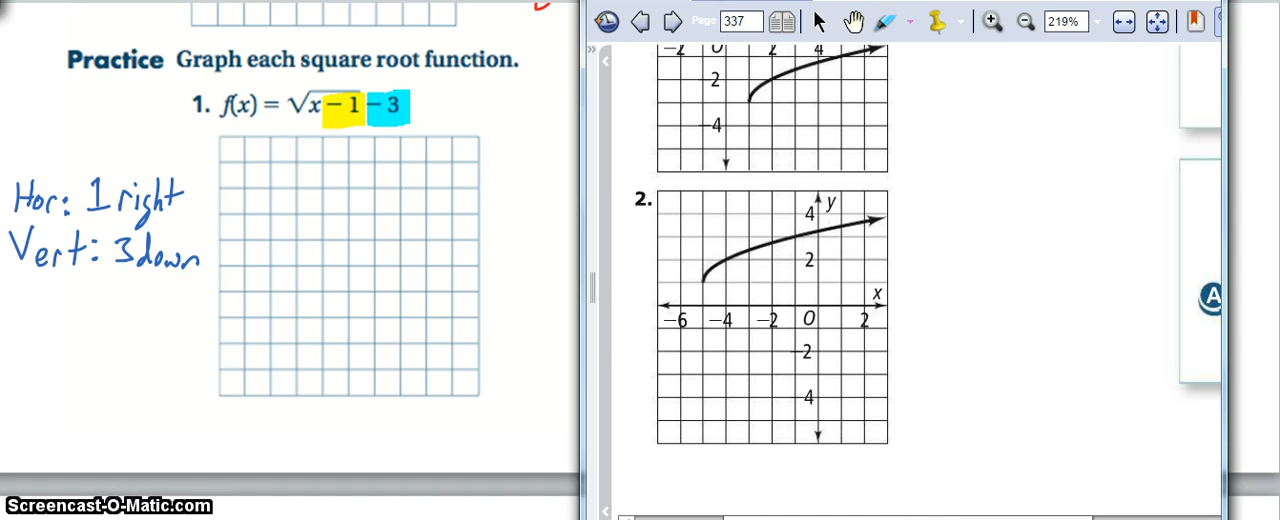 Practice Graph each square root function.
1. f(x) = √x − 1 − 3
Hor: 1 right
Vert: 3 down
Page 337
219%
−2 O 2 4
2
−4
2.
4 y
2
x
−6 −4 −2 O 2
−2
4
A
Screencast-O-Matic.com